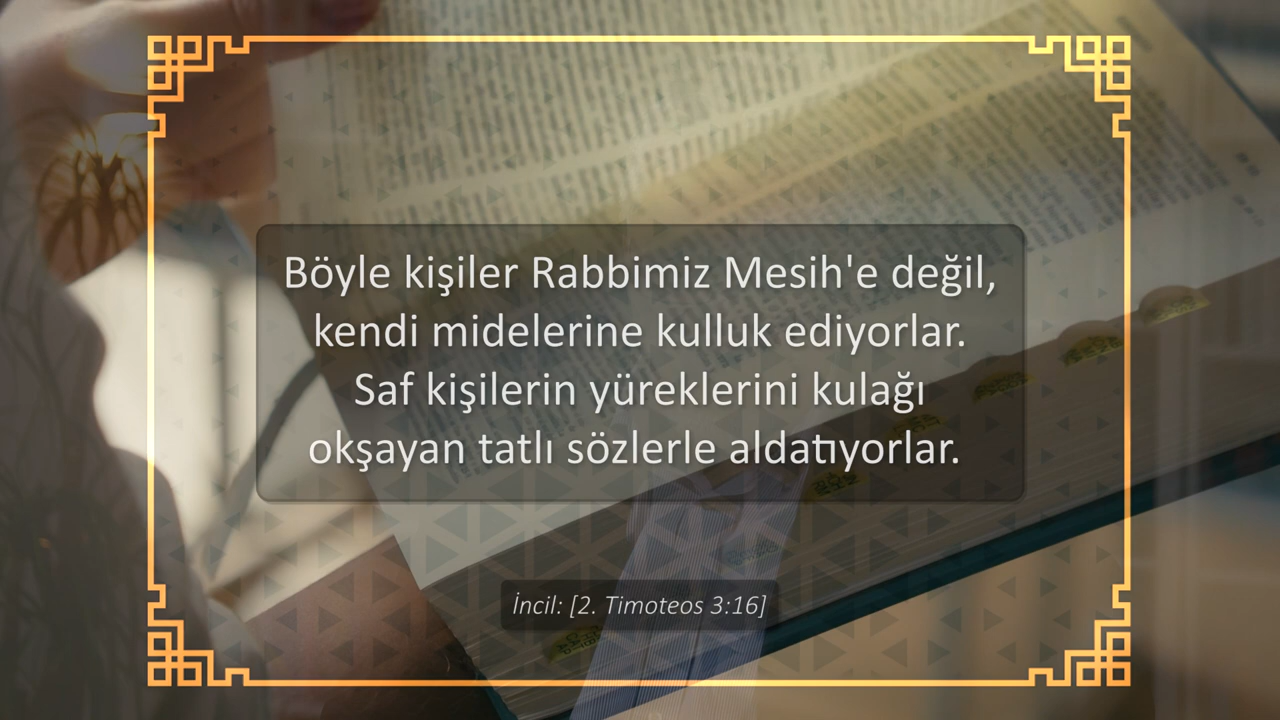 Böyle kişiler Rabbimiz Mesih'e değil,
kendi midelerine kulluk ediyorlar.
Saf kişilerin yüreklerini kulağı
okşayan tatlı sözlerle aldatıyorlar.
İncil: [2. Timoteos 3:16]